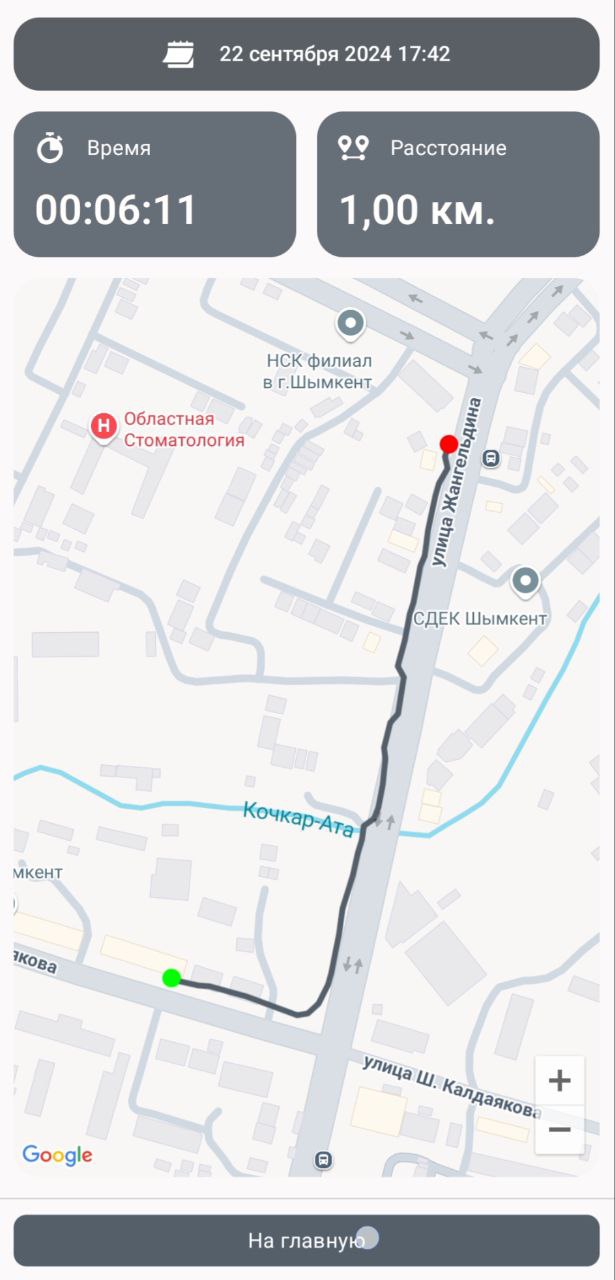 22 сентября 2024 17:42
Время
00:06:11
Расстояние
1,00 км.
НСК филиал
в г.Шымкент
H
Областная
Стоматология
улица Жангельдина
СДЕК Шымкент
Кочкар-Ата
мкент
якова
улица Ш. Калдаякова
+
−
Google
На главную